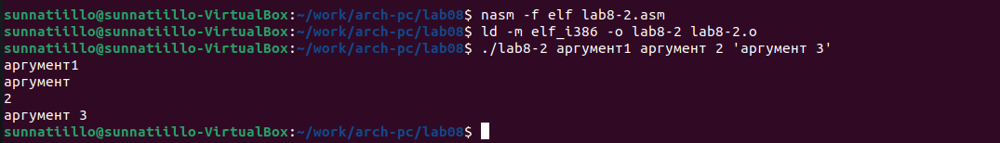 sunnatiillo@sunnatiillo-VirtualBox:~/work/arch-pc/lab08$ nasm -f elf lab8-2.asm
sunnatiillo@sunnatiillo-VirtualBox:~/work/arch-pc/lab08$ ld -m elf_i386 -o lab8-2 lab8-2.o
sunnatiillo@sunnatiillo-VirtualBox:~/work/arch-pc/lab08$ ./lab8-2 аргумент1 аргумент 2 'аргумент 3'
аргумент1
аргумент
2
аргумент 3
sunnatiillo@sunnatiillo-VirtualBox:~/work/arch-pc/lab08$